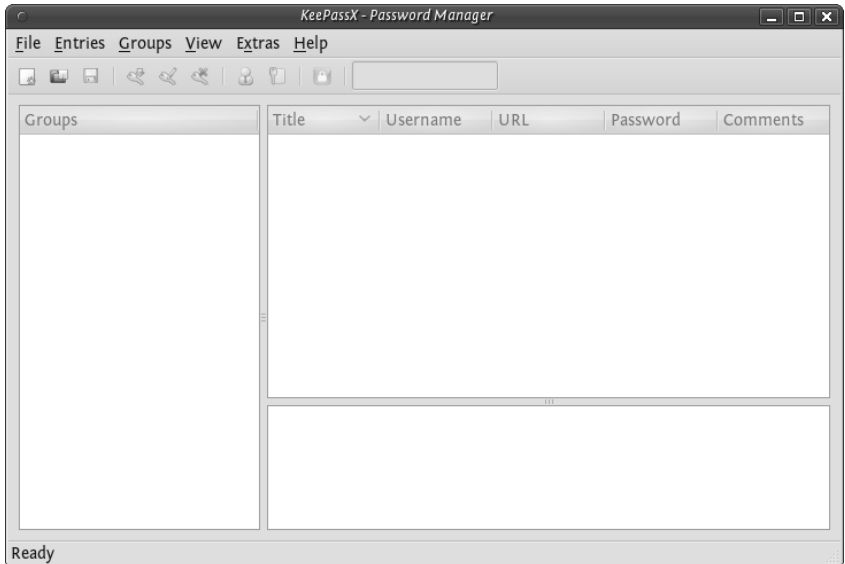 KeePassX - Password Manager
File Entries Groups View Extras Help
Groups
Title Username URL Password Comments
Ready